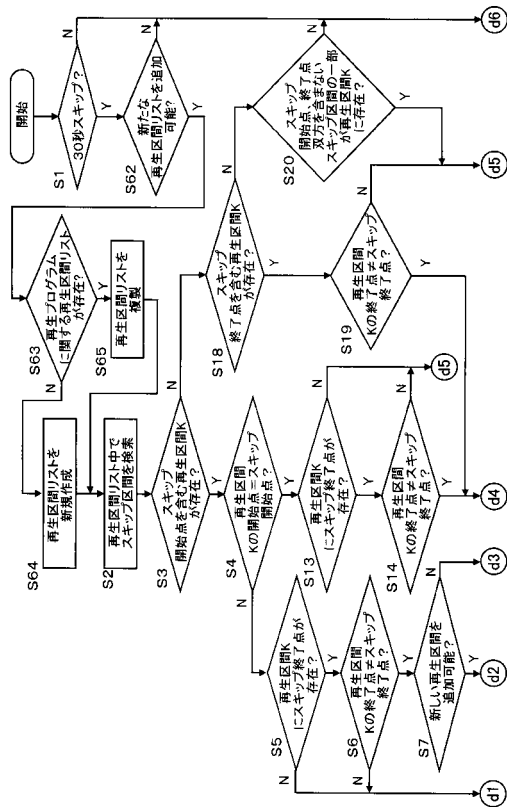 開始
S1
30秒スキップ?
N
Y
S62
新たな
再生区間リストを追加
可能?
N
Y
S63
再生プログラム
に関する再生区間リスト
が存在?
N
Y
S65
再生区間リストを
複製
S64
再生区間リストを
新規作成
S2
再生区間リスト中で
スキップ区間を検索
S3
スキップ
開始点を含む再生区間K
が存在?
N
Y
S4
再生区間
Kの開始点=スキップ
開始点?
N
Y
S5
再生区間K
にスキップ終了点が
存在?
N
Y
S6
再生区間
Kの終了点≠スキップ
終了点?
N
Y
S7
新しい再生区間を
追加可能?
N
Y
S13
再生区間K
にスキップ終了点が
存在?
N
Y
S14
再生区間
Kの終了点≠スキップ
終了点?
N
Y
S18
スキップ
終了点を含む再生区間K
が存在?
N
Y
S19
再生区間
Kの終了点≠スキップ
終了点?
N
Y
S20
スキップ
開始点、終了点
双方を含まない
スキップ区間の一部
が再生区間K
に存在?
N
Y
d1
d2
d3
d4
d5
d5
d6